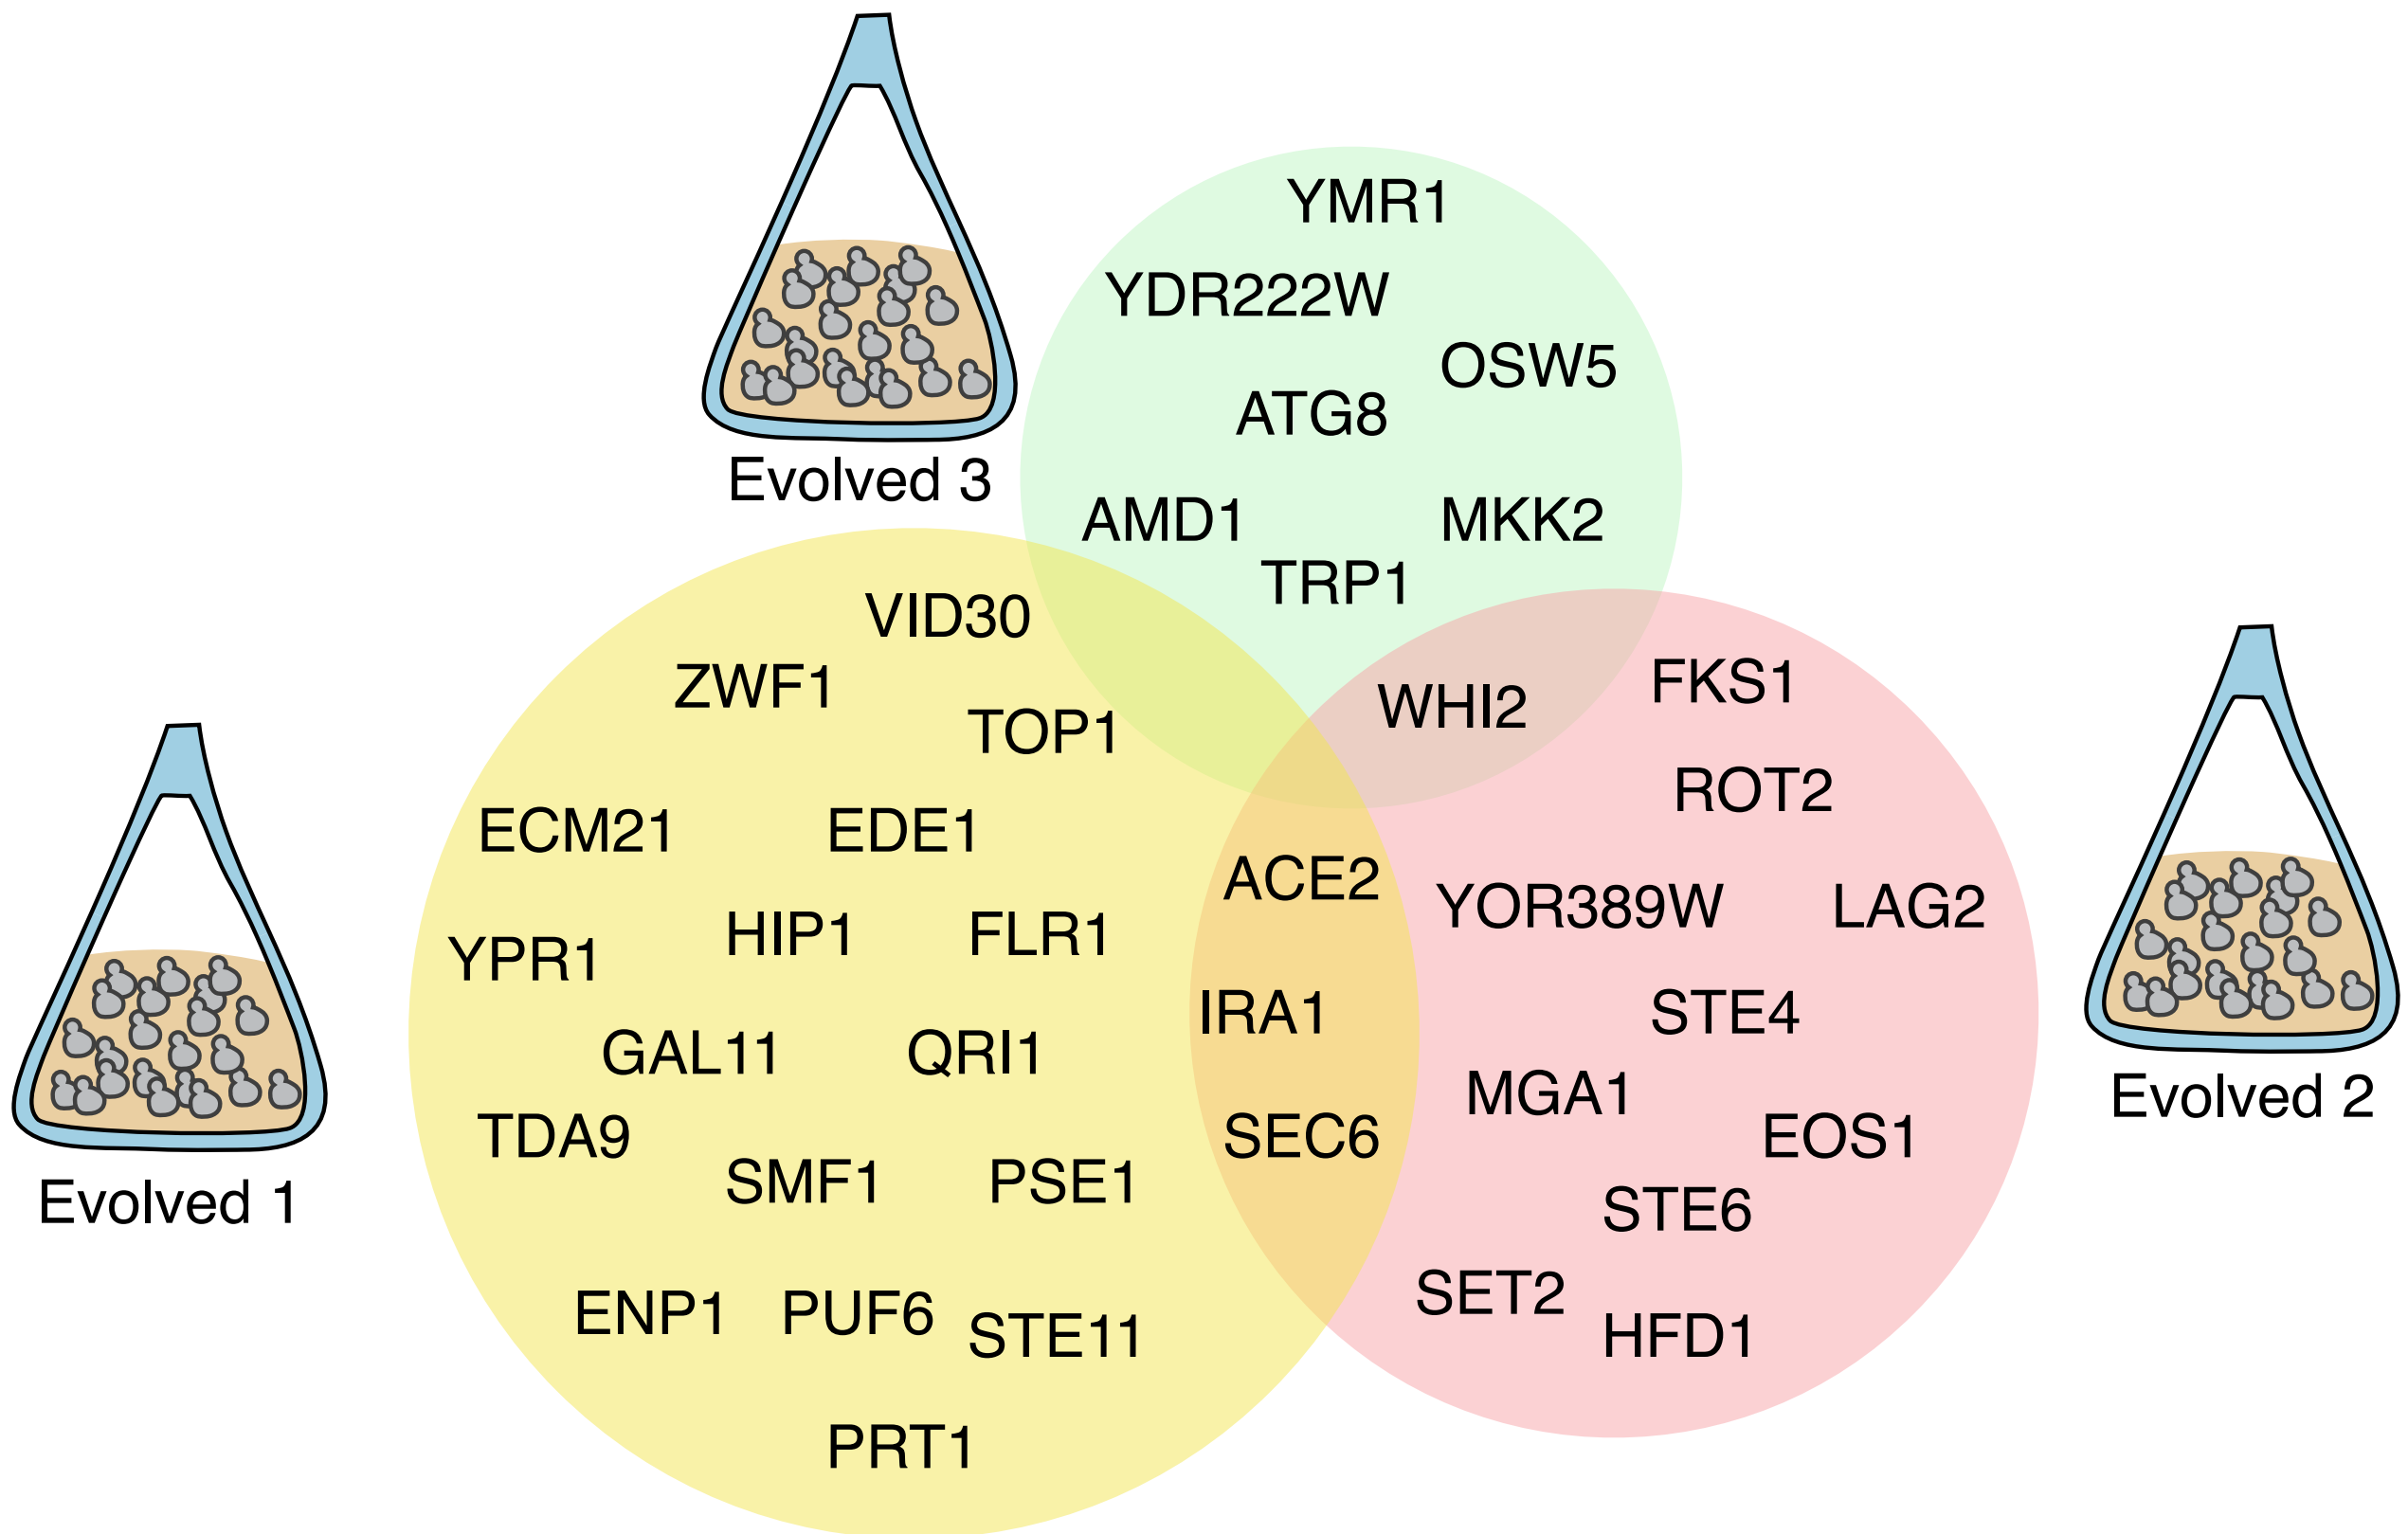 YMR1
YDR222W
OSW5
ATG8
Evolved 3
AMD1
MKK2
TRP1
VID30
ZWF1
TOP1
WHI2
FKS1
ROT2
ECM21
EDE1
ACE2
YOR389W
LAG2
YPR1
HIP1
FLR1
IRA1
STE4
GAL11
QRI1
MGA1
Evolved 2
TDA9
SEC6
EOS1
SMF1
PSE1
Evolved 1
STE6
SET2
ENP1
PUF6
STE11
HFD1
PRT1